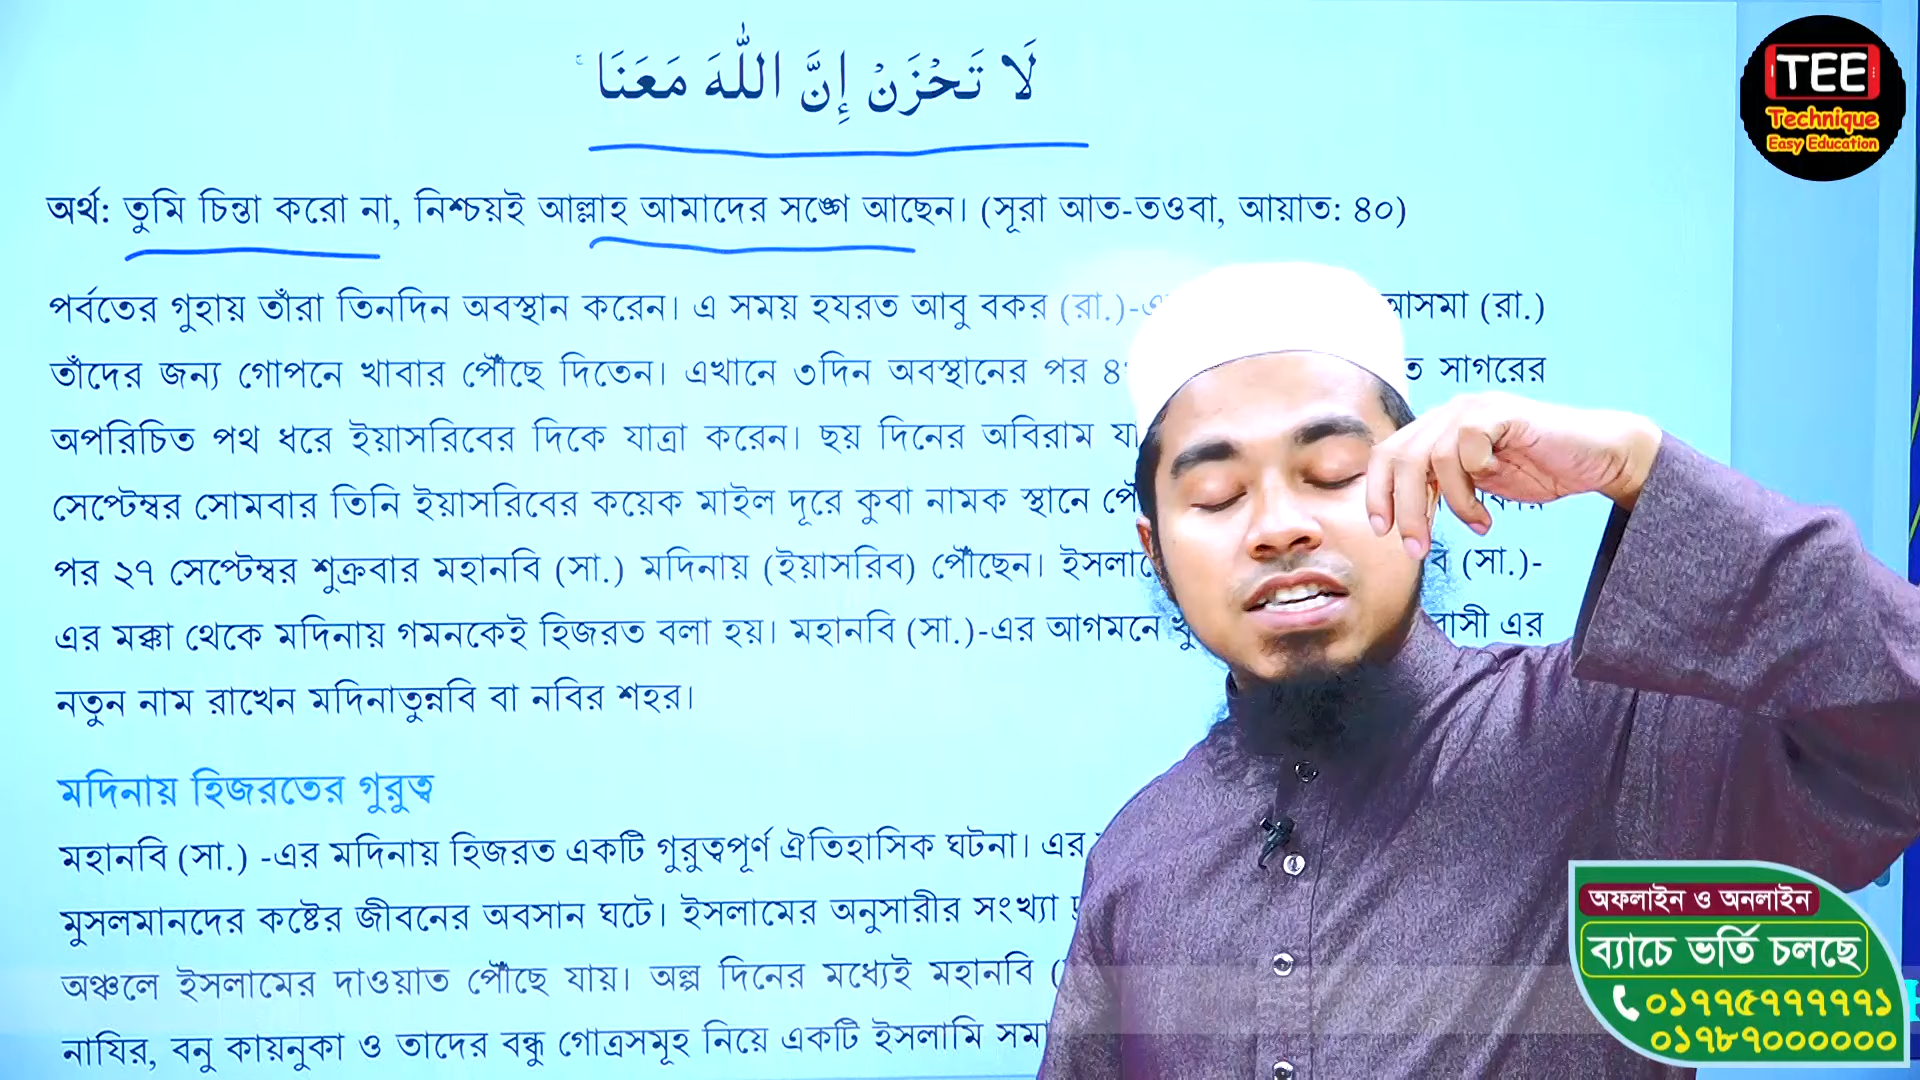 لَا تَحْزَنْ إِنَّ اللّٰهَ مَعَنَا ۚ
অর্থ: তুমি চিন্তা করো না, নিশ্চয়ই আল্লাহ আমাদের সঙ্গে আছেন। (সূরা আত-তওবা, আয়াত: ৪০)
পর্বতের গুহায় তাঁরা তিনদিন অবস্থান করেন। এ সময় হযরত আবু বকর (রা.)- আসমা (রা.)
তাঁদের জন্য গোপনে খাবার পৌঁছে দিতেন। এখানে ৩দিন অবস্থানের পর সাগরের
অপরিচিত পথ ধরে ইয়াসরিবের দিকে যাত্রা করেন। ছয় দিনের অবিরাম
সেপ্টেম্বর সোমবার তিনি ইয়াসরিবের কয়েক মাইল দূরে কুবা নামক স্থানে
পর ২৭ সেপ্টেম্বর শুক্রবার মহানবি (সা.) মদিনায় (ইয়াসরিব) পৌঁছেন। (সা.)-
এর মক্কা থেকে মদিনায় গমনকেই হিজরত বলা হয়। মহানবি (সা.)-এর আগমনে এর
নতুন নাম রাখেন মদিনাতুন্নবি বা নবির শহর।
মদিনায় হিজরতের গুরুত্ব
মহানবি (সা.) -এর মদিনায় হিজরত একটি গুরুত্বপূর্ণ ঐতিহাসিক ঘটনা। এর
মুসলমানদের কষ্টের জীবনের অবসান ঘটে। ইসলামের অনুসারীর সংখ্যা
অঞ্চলে ইসলামের দাওয়াত পৌঁছে যায়। অল্প দিনের মধ্যেই মহানবি
নাযির, বনু কায়নুকা ও তাদের বন্ধু গোত্রসমূহ নিয়ে একটি ইসলামি
TEE
Technique
Easy Education
অফলাইন ও অনলাইন
ব্যাচে ভর্তি চলছে
০১৭৭৫৭৭৭৭৭১
০১৭৮৭০০০০০০